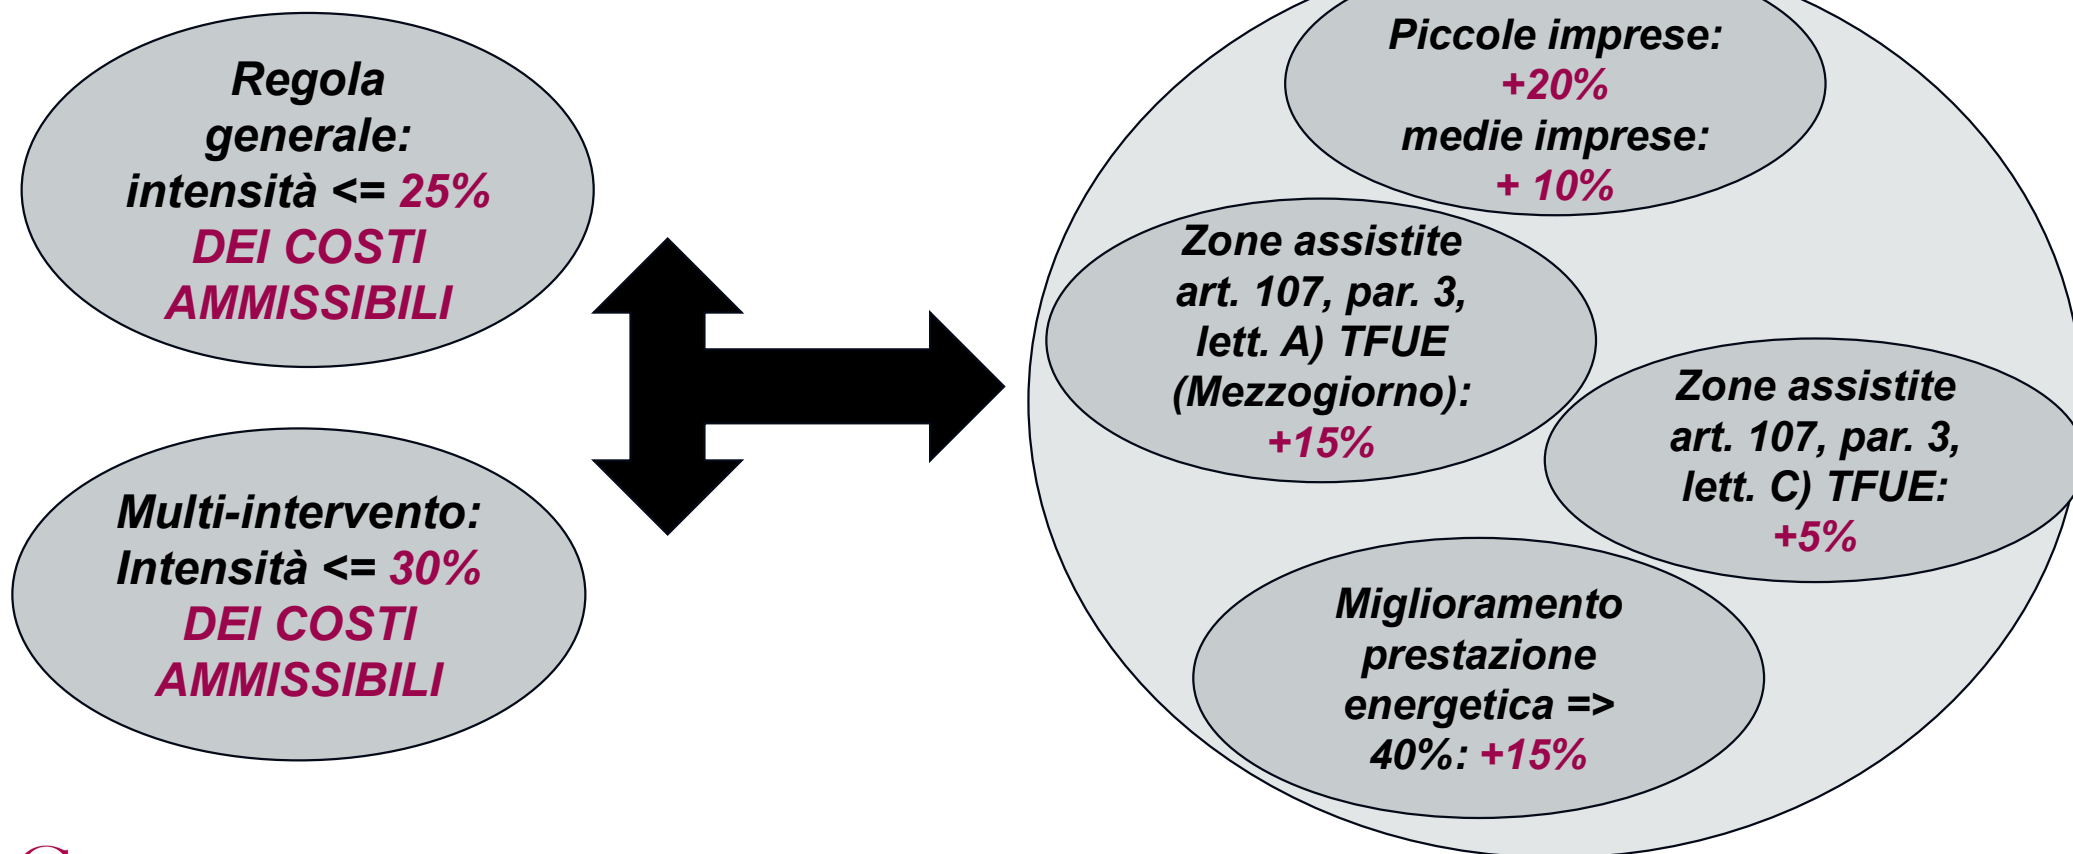 Regola
generale:
intensità <= 25%
DEI COSTI
AMMISSIBILI
Multi-intervento:
Intensità <= 30%
DEI COSTI
AMMISSIBILI
Piccole imprese:
+20%
medie imprese:
+ 10%
Zone assistite
art. 107, par. 3,
lett. A) TFUE
(Mezzogiorno):
+15%
Zone assistite
art. 107, par. 3,
lett. C) TFUE:
+5%
Miglioramento
prestazione
energetica =>
40%: +15%